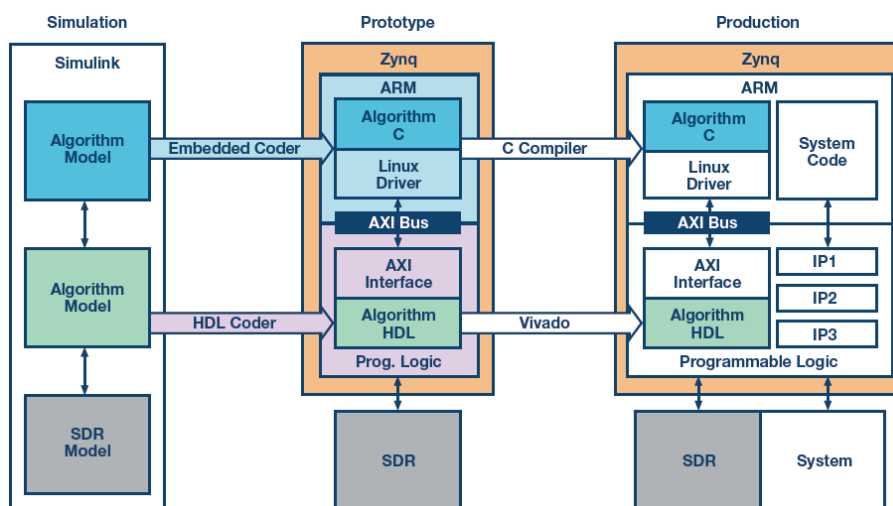 Simulation
Prototype
Production
Simulink
Algorithm
Model
Algorithm
Model
SDR
Model
Embedded Coder
HDL Coder
Zynq
ARM
Algorithm
C
Linux
Driver
AXI Bus
AXI
Interface
Algorithm
HDL
Prog. Logic
SDR
C Compiler
Vivado
Zynq
ARM
Algorithm
C
Linux
Driver
System
Code
AXI Bus
AXI
Interface
Algorithm
HDL
IP1
IP2
IP3
Programmable Logic
SDR
System